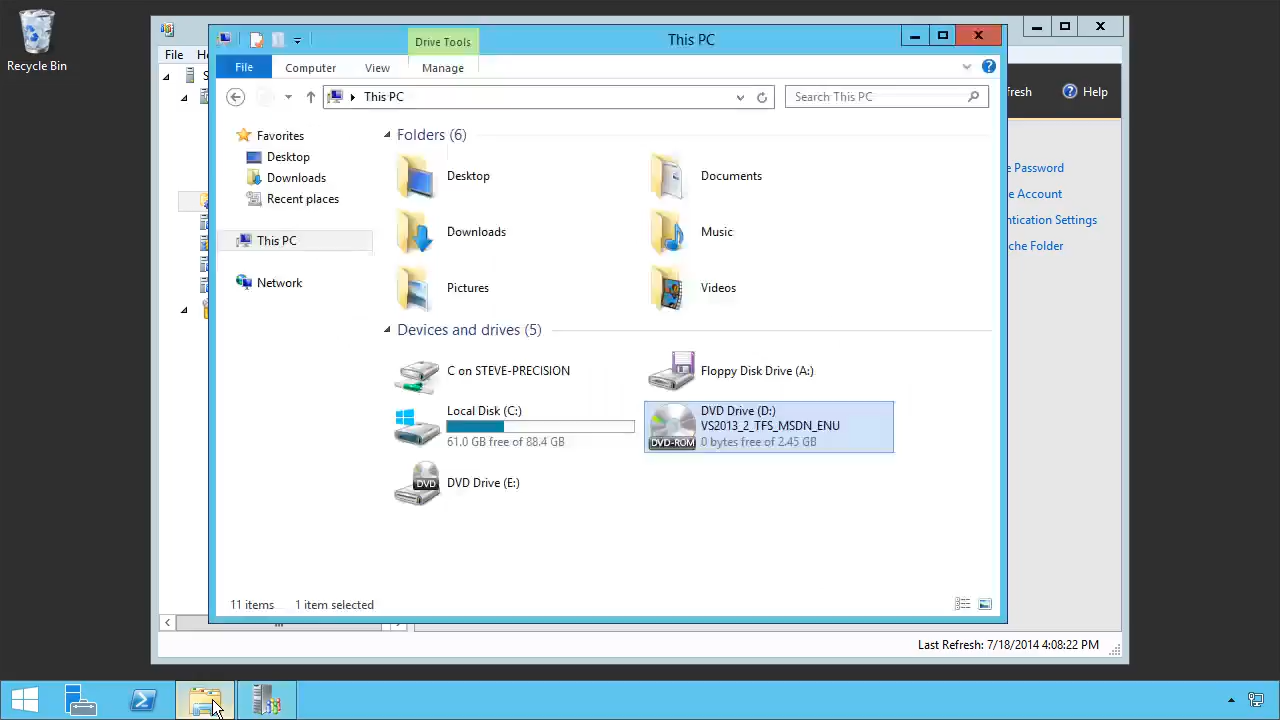 Recycle Bin
File
He
S
Drive Tools
This PC
File
Computer
View
Manage
This PC
Search This PC
fresh
Help
Favorites
Desktop
Downloads
Recent places
This PC
Network
Folders (6)
Desktop
Documents
Downloads
Music
Pictures
Videos
Devices and drives (5)
C on STEVE-PRECISION
Floppy Disk Drive (A:)
Local Disk (C:)
61.0 GB free of 88.4 GB
DVD-ROM
DVD Drive (D:)
VS2013_2_TFS_MSDN_ENU
0 bytes free of 2.45 GB
DVD
DVD Drive (E:)
11 items
1 item selected
e Password
e Account
ntication Settings
che Folder
Last Refresh: 7/18/2014 4:08:22 PM